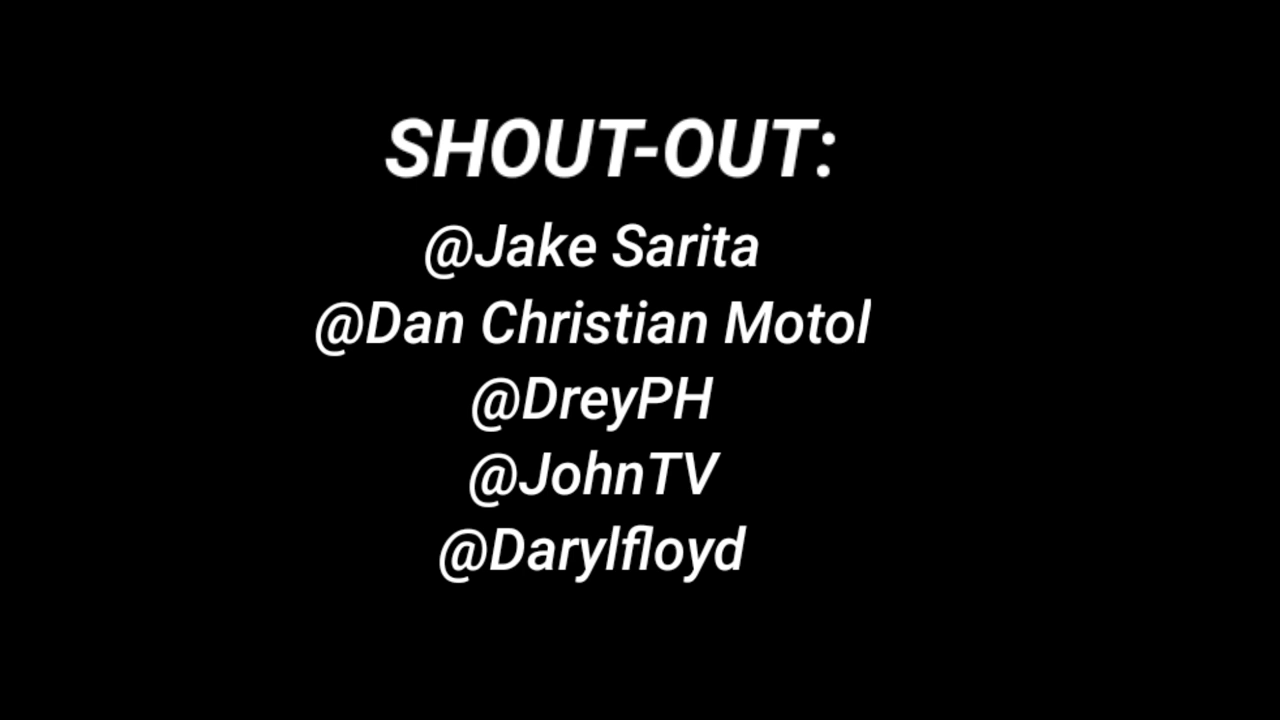 SHOUT-OUT:
@Jake Sarita
@Dan Christian Motol
@DreyPH
@JohnTV
@Darylfloyd